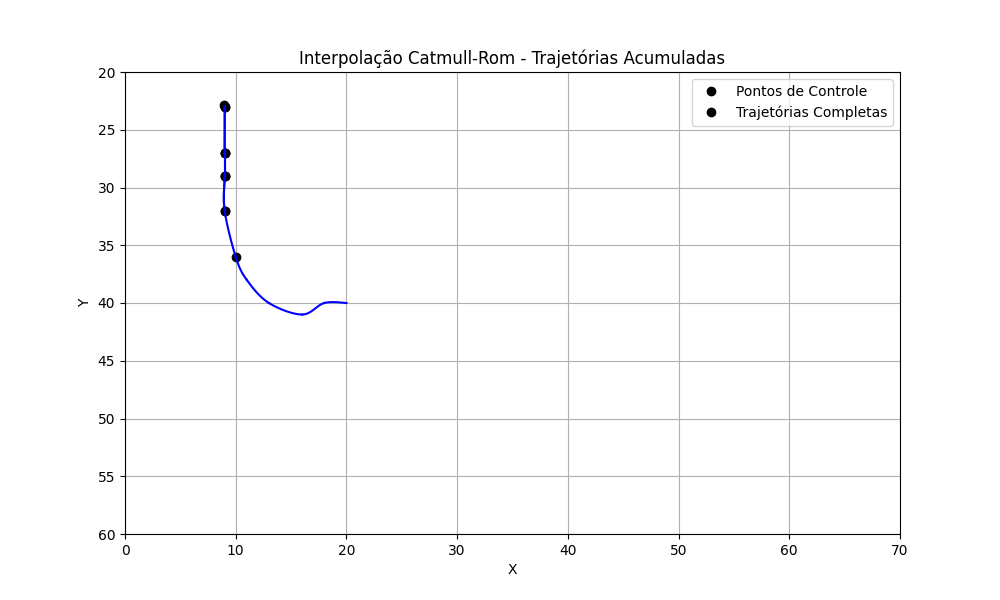 Interpolação Catmull-Rom - Trajetórias Acumuladas
Pontos de Controle
Trajetórias Completas
20
25
30
35
40
45
50
55
60
Y
0 10 20 30 40 50 60 70
X